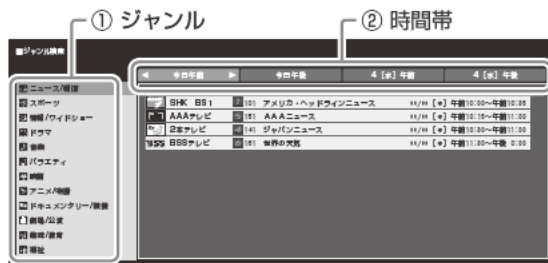 ① ジャンル
② 時間帯
■ジャンル検索
◀ 今日午前 ▶ 今日午後 4 [水] 午前 4 [水] 午後
ニュース/報道
スポーツ
情報/ワイドショー
ドラマ
音楽
バラエティ
映画
アニメ/特撮
ドキュメンタリー/教養
劇場/公演
趣味/教育
福祉
SHK BS1 101 アメリカ・ヘッドラインニュース 午前10:00〜午前10:35
AAAテレビ 151 AAAニュース 午前10:00〜午前11:00
2本テレビ 141 ジャパンニュース 午前10:30〜午前11:00
BSSテレビ 161 世界の天気 午前11:30〜午後 0:00